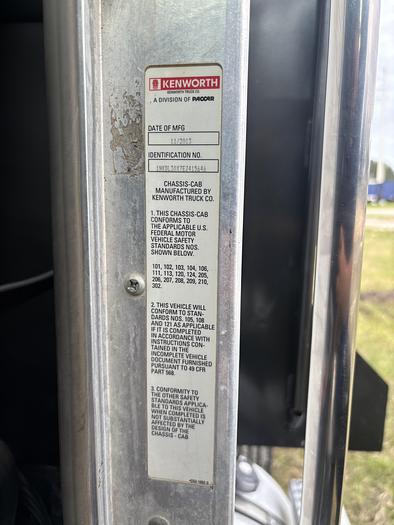 KENWORTH
KENWORTH TRUCK CO.
A DIVISION OF PACCAR
DATE OF MFG
11/2013
IDENTIFICATION NO.
CHASSIS-CAB
MANUFACTURED BY
KENWORTH TRUCK CO.
1. THIS CHASSIS-CAB
CONFORMS TO
THE APPLICABLE U.S.
FEDERAL MOTOR
VEHICLE SAFETY
STANDARDS NOS.
SHOWN BELOW.
101, 102, 103, 104, 106,
111, 113, 120, 124, 205,
206, 207, 208, 209, 210,
302.
2. THIS VEHICLE WILL
CONFORM TO STAN-
DARDS NOS. 105, 108
AND 121 AS APPLICABLE
IF IT IS COMPLETED
IN ACCORDANCE WITH
INSTRUCTIONS CON-
TAINED IN THE
INCOMPLETE VEHICLE
DOCUMENT FURNISHED
PURSUANT TO 49 CFR
PART 568.
3. CONFORMITY TO
THE OTHER SAFETY
STANDARDS APPLICA-
BLE TO THIS VEHICLE
WHEN COMPLETED IS
NOT SUBSTANTIALLY
AFFECTED BY THE
DESIGN OF THE
CHASSIS - CAB